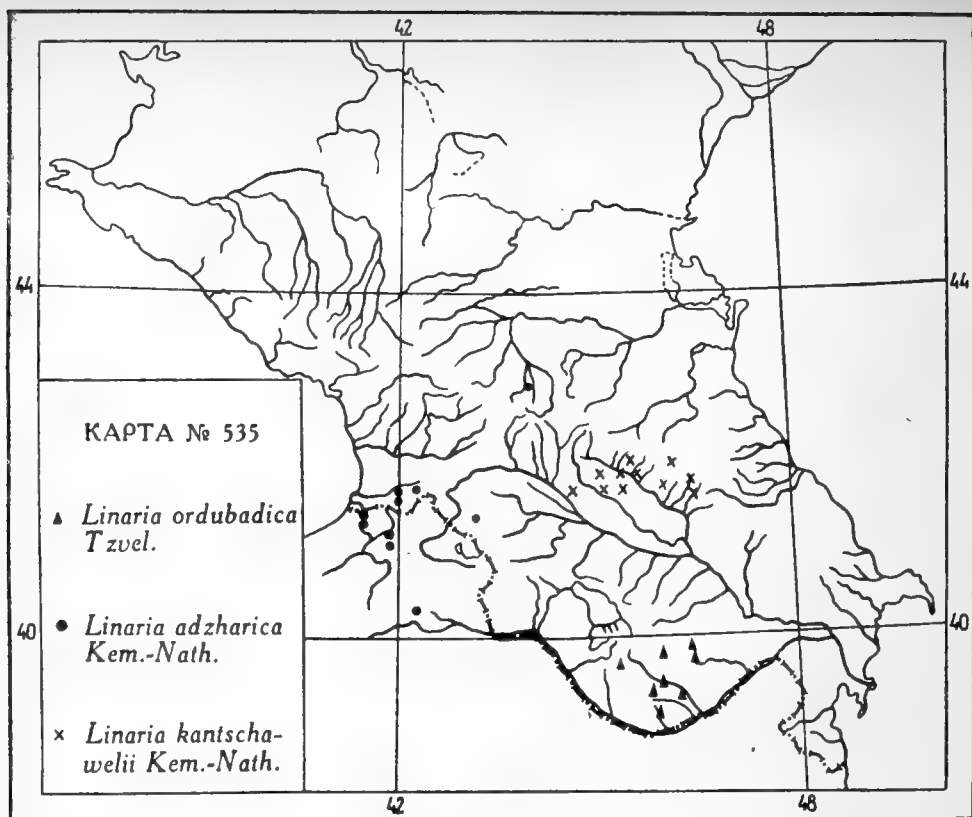 42 48
44 44
КАРТА № 535
Linaria ordubadica
Tzvel.
40 40
Linaria adzharica
Kem.-Nath.
Linaria kantscha-
welii Kem.-Nath.
42 48